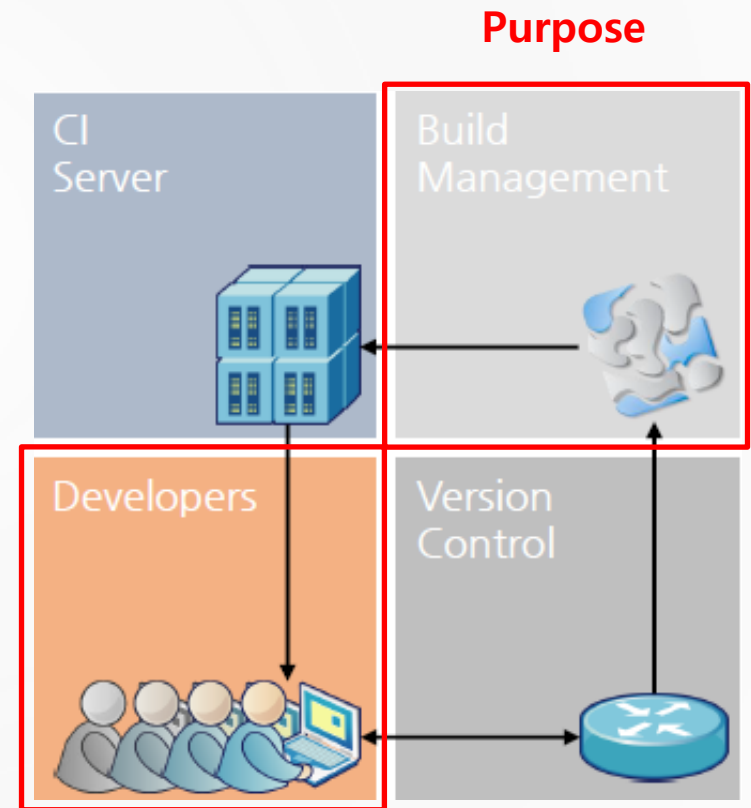 Purpose
CI
Server
Build
Management
Developers
Version
Control